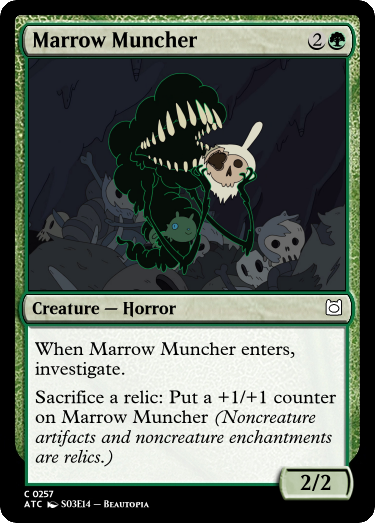 Marrow Muncher 2
Creature — Horror
When Marrow Muncher enters,
investigate.
Sacrifice a relic: Put a +1/+1 counter
on Marrow Muncher (Noncreature
artifacts and noncreature enchantments
are relics.)
2/2
C 0257
ATC S03E14 — Beautopia